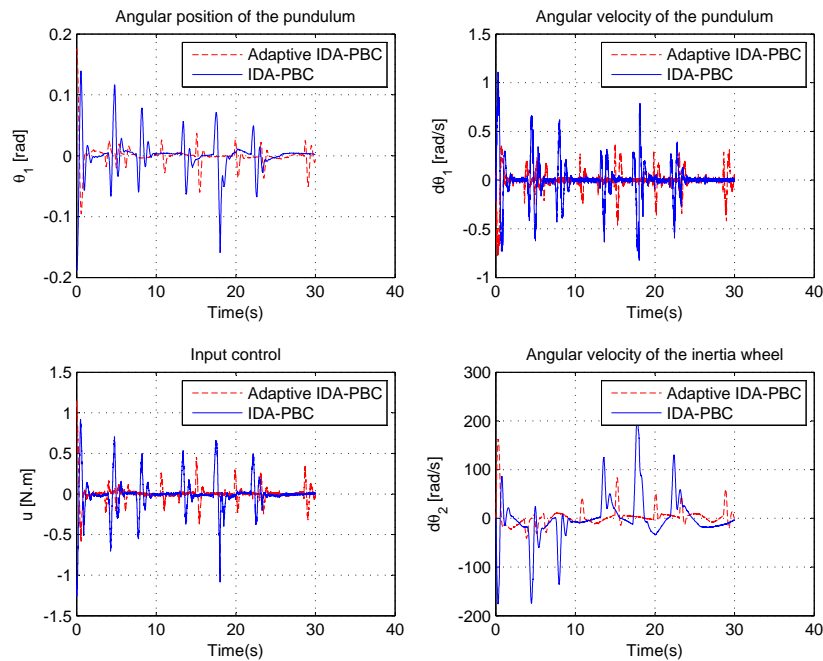 Angular position of the pundulum
0.2
0.1
0
-0.1
-0.2
θ1 [rad]
0
10
20
30
40
Time(s)
Adaptive IDA-PBC
IDA-PBC
Angular velocity of the pundulum
1.5
1
0.5
0
-0.5
-1
dθ1 [rad/s]
0
10
20
30
40
Time(s)
Adaptive IDA-PBC
IDA-PBC
Input control
1.5
1
0.5
0
-0.5
-1
-1.5
u [N.m]
0
10
20
30
40
Time(s)
Adaptive IDA-PBC
IDA-PBC
Angular velocity of the inertia wheel
300
200
100
0
-100
-200
dθ2 [rad/s]
0
10
20
30
40
Time(s)
Adaptive IDA-PBC
IDA-PBC